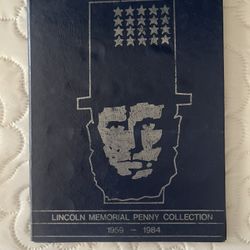 LINCOLN MEMORIAL PENNY COLLECTION
1959 — 1984